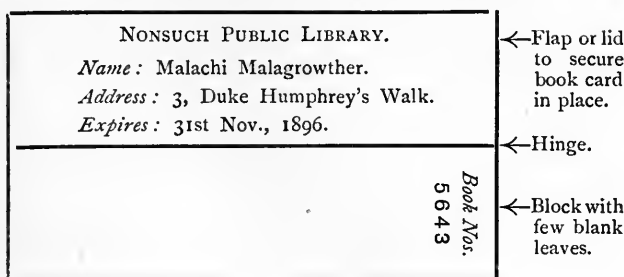 NONSUCH PUBLIC LIBRARY.
Name: Malachi Malagrowther.
Address: 3, Duke Humphrey's Walk.
Expires: 31st Nov., 1896.
Book Nos.
5643
Flap or lid
to secure
book card
in place.
Hinge.
Block with
few blank
leaves.